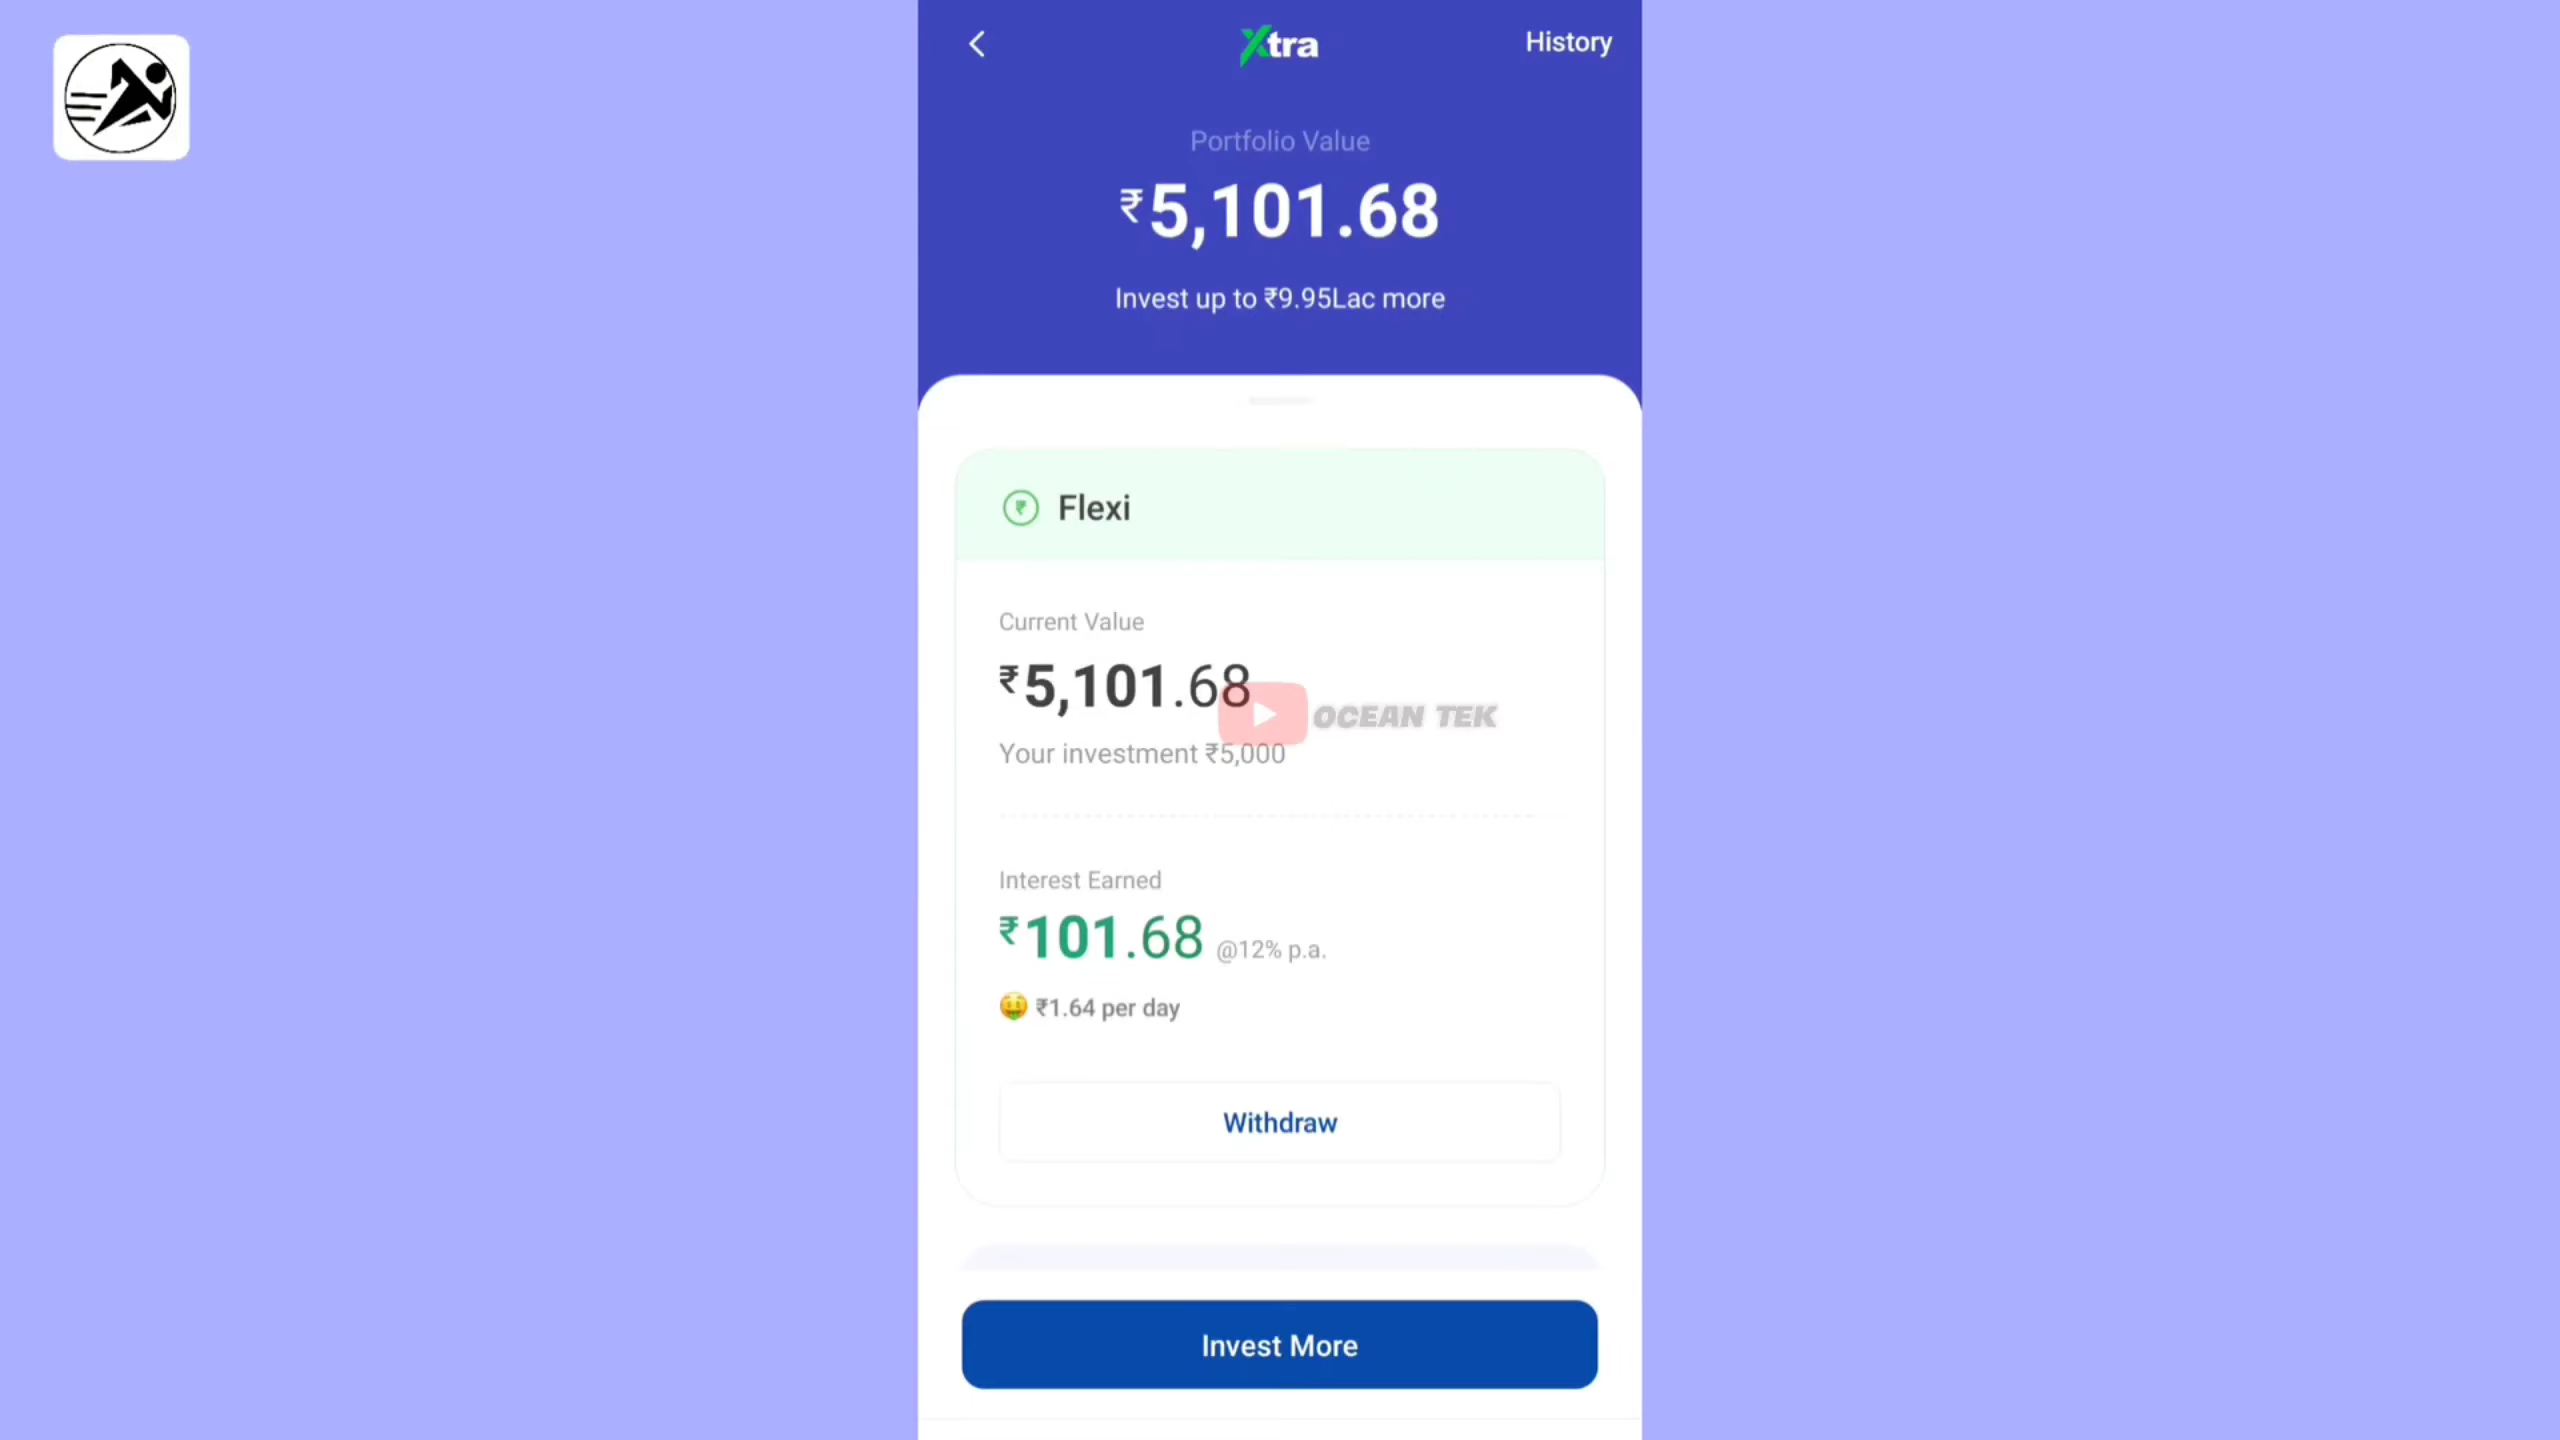 Xtra
History
Portfolio Value
₹5,101.68
Invest up to ₹9.95Lac more
Flexi
Current Value
₹5,101.68
OCEAN TEK
Your investment ₹5,000
Interest Earned
₹101.68 @12% p.a.
₹1.64 per day
Withdraw
Invest More